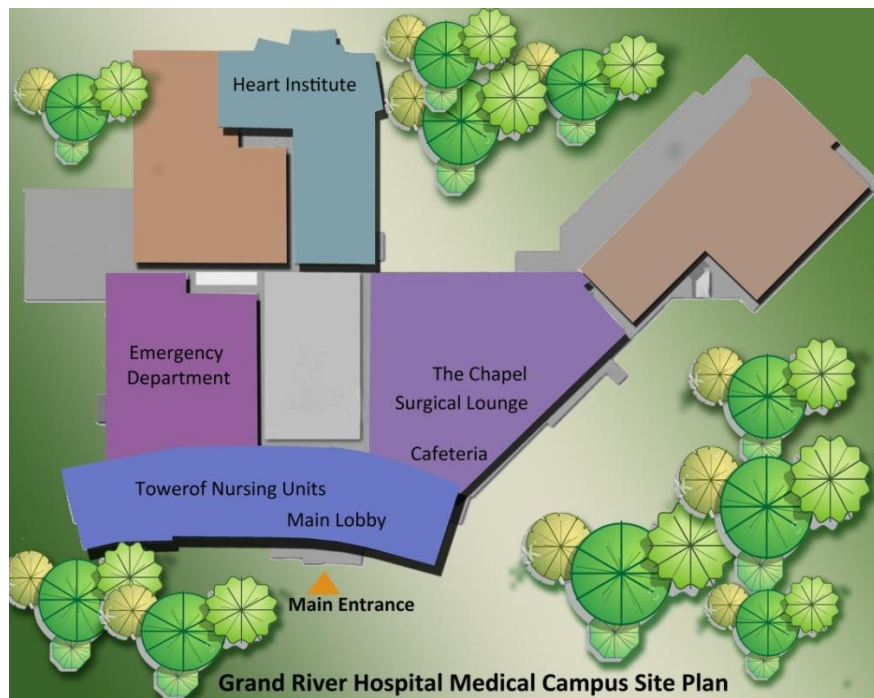 Heart Institute
Emergency
Department
The Chapel
Surgical Lounge
Cafeteria
Towerof Nursing Units
Main Lobby
Main Entrance
Grand River Hospital Medical Campus Site Plan